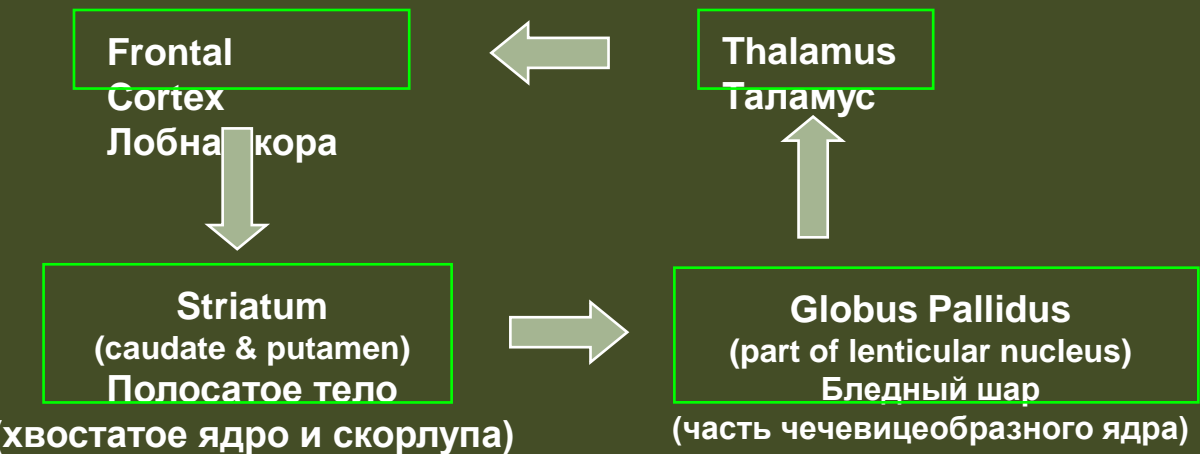 Frontal
Cortex
Лобная кора
Thalamus
Таламус
Striatum
(caudate & putamen)
Полосатое тело
(хвостатое ядро и скорлупа)
Globus Pallidus
(part of lenticular nucleus)
Бледный шар
(часть чечевицеобразного ядра)